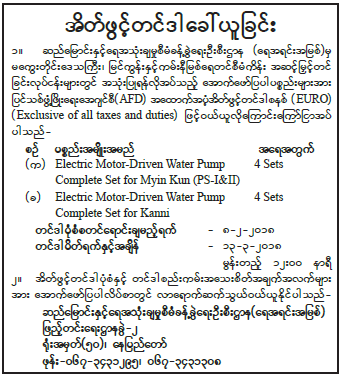 အိတ်ဖွင့်တင်ဒါခေါ်ယူခြင်း
၁။ ဆည်မြောင်းနှင့်ရေအသုံးချမှုစီမံခန့်ခွဲရေးဦးစီးဌာန (ရေအရင်းအမြစ်)မှ
မကွေးတိုင်းဒေသကြီး၊ မြင်ကွန်းနှင့်ကမ်းနီမြစ်ရေတင်စီမံကိန်း အဆင့်မြှင့်တင်
ခြင်းလုပ်ငန်းများတွင် အသုံးပြုရန်လိုအပ်သည့် အောက်ဖော်ပြပါပစ္စည်းများအား
ပြင်သစ်ဖွံ့ဖြိုးရေးအေဂျင်စီ(AFD) အထောက်အပံ့အိတ်ဖွင့်တင်ဒါစနစ် (EURO)
(Exclusive of all taxes and duties) ဖြင့်ဝယ်ယူလိုကြောင်းကြော်ငြာအပ်
ပါသည်-
စဉ် ပစ္စည်းအမျိုးအမည် အရေအတွက်
(က) Electric Motor-Driven Water Pump 4 Sets
Complete Set for Myin Kun (PS-I&II)
(ခ) Electric Motor-Driven Water Pump 4 Sets
Complete Set for Kanni
တင်ဒါပုံစံစတင်ရောင်းချမည့်ရက် - ၈-၂-၂၀၁၈
တင်ဒါပိတ်ရက်နှင့်အချိန် - ၁၃-၃-၂၀၁၈
မွန်းတည့် ၁၂း၀၀ နာရီ
၂။ အိတ်ဖွင့်တင်ဒါပုံစံနှင့် တင်ဒါစည်းကမ်းအသေးစိတ်အချက်အလက်များ
အား အောက်ဖော်ပြပါလိပ်စာတွင် လာရောက်ဆက်သွယ်ဝယ်ယူနိုင်ပါသည်-
ဆည်မြောင်းနှင့်ရေအသုံးချမှုစီမံခန့်ခွဲရေးဦးစီးဌာန(ရေအရင်းအမြစ်)
ဖြည့်တင်းရေးဌာနခွဲ-၂
ရုံးအမှတ်(၅၀)၊ နေပြည်တော်
ဖုန်း-၀၆၇-၃၄၃၁၂၉၅၊ ၀၆၇-၃၄၃၁၃၀၈